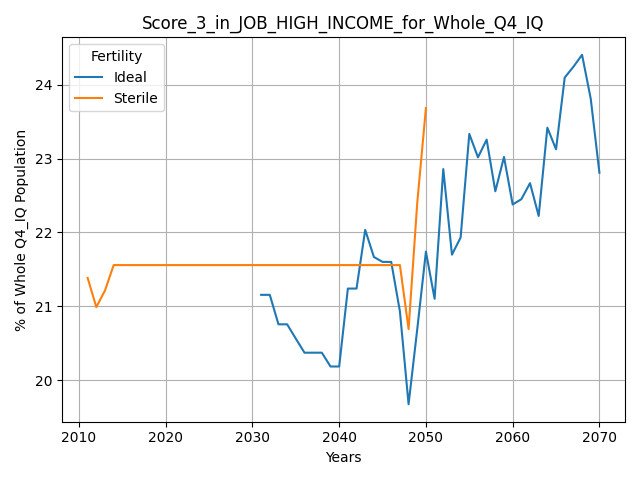 Score_3_in_JOB_HIGH_INCOME_for_Whole_Q4_IQ
Fertility
Ideal
Sterile
% of Whole Q4_IQ Population
24
23
22
21
20
2010 2020 2030 2040 2050 2060 2070
Years